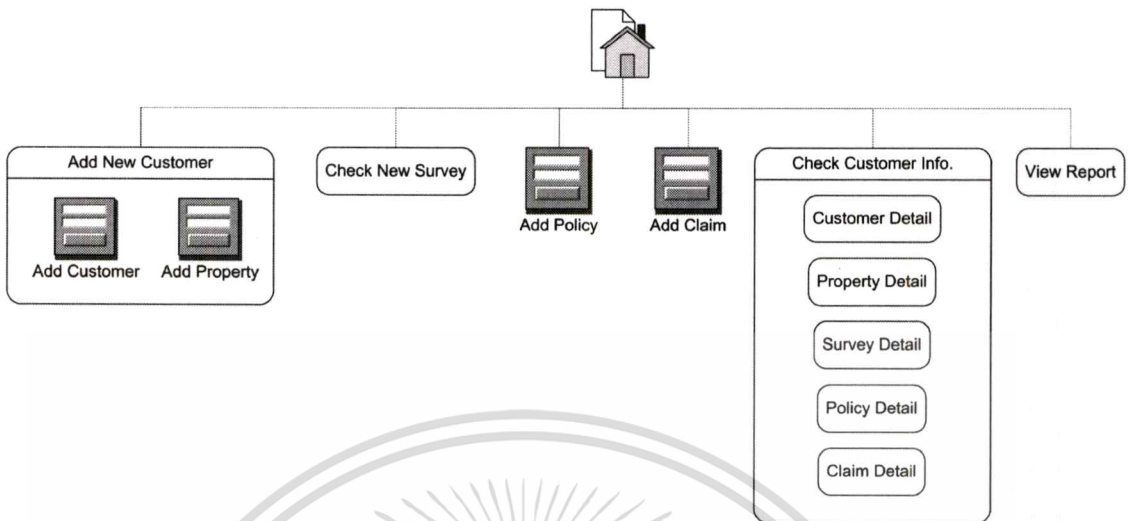 Add New Customer
Add Customer
Add Property
Check New Survey
Add Policy
Add Claim
Check Customer Info.
Customer Detail
Property Detail
Survey Detail
Policy Detail
Claim Detail
View Report